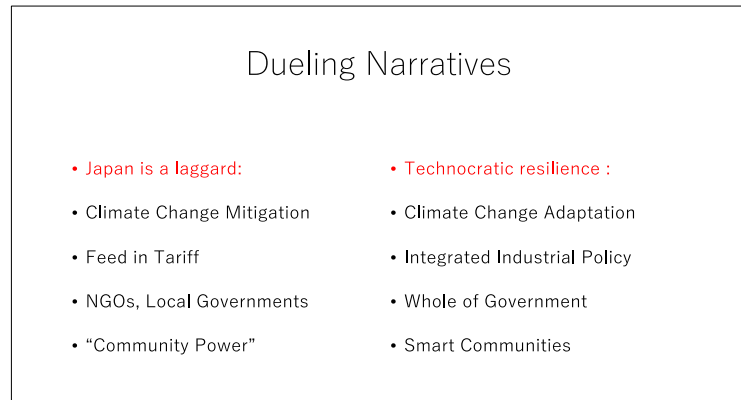 Dueling Narratives
• Japan is a laggard:
• Climate Change Mitigation
• Feed in Tariff
• NGOs, Local Governments
• “Community Power”
• Technocratic resilience :
• Climate Change Adaptation
• Integrated Industrial Policy
• Whole of Government
• Smart Communities